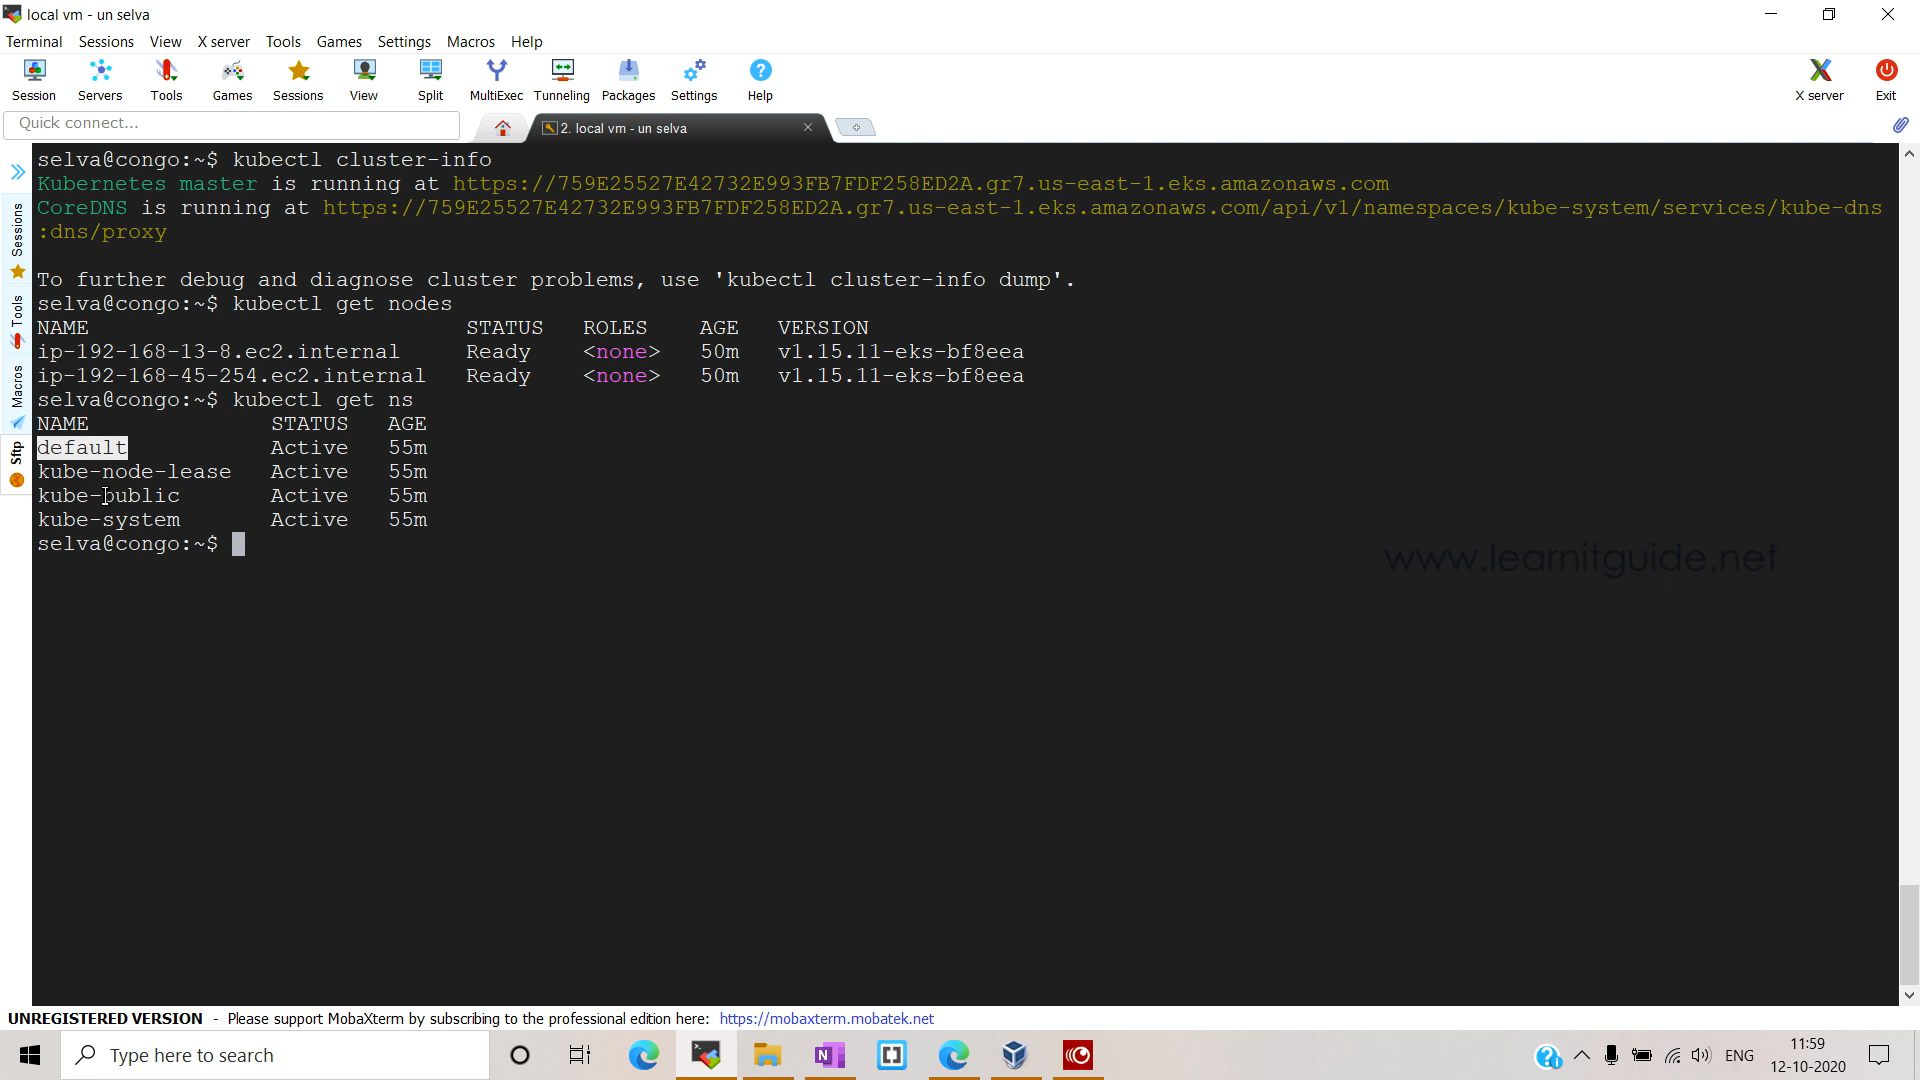 local vm - un selva
Terminal Sessions View X server Tools Games Settings Macros Help
Session Servers Tools Games Sessions View Split MultiExec Tunneling Packages Settings Help X server Exit
Quick connect...
2. local vm - un selva
Sessions
Tools
Macros
Sftp
selva@congo:~$ kubectl cluster-info
Kubernetes master is running at https://759E25527E42732E993FB7FDF258ED2A.gr7.us-east-1.eks.amazonaws.com
CoreDNS is running at https://759E25527E42732E993FB7FDF258ED2A.gr7.us-east-1.eks.amazonaws.com/api/v1/namespaces/kube-system/services/kube-dns
:dns/proxy
To further debug and diagnose cluster problems, use 'kubectl cluster-info dump'.
selva@congo:~$ kubectl get nodes
NAME STATUS ROLES AGE VERSION
ip-192-168-13-8.ec2.internal Ready <none> 50m v1.15.11-eks-bf8eea
ip-192-168-45-254.ec2.internal Ready <none> 50m v1.15.11-eks-bf8eea
selva@congo:~$ kubectl get ns
NAME STATUS AGE
default Active 55m
kube-node-lease Active 55m
kube-public Active 55m
kube-system Active 55m
selva@congo:~$
www.learnitguide.net
UNREGISTERED VERSION - Please support MobaXterm by subscribing to the professional edition here: https://mobaxterm.mobatek.net
Type here to search
ENG
11:59
12-10-2020